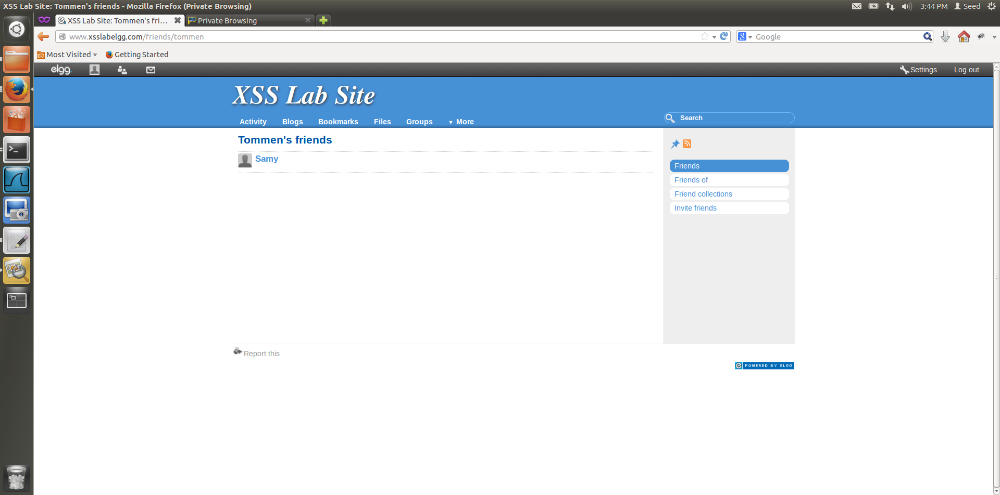 XSS Lab Site: Tommen's friends - Mozilla Firefox (Private Browsing)
3:44 PM Seed
XSS Lab Site: Tommen's fri...
Private Browsing
www.xsslabelgg.com/friends/tommen
Google
Most Visited
Getting Started
elgg.
Settings
Log out
XSS Lab Site
Activity
Blogs
Bookmarks
Files
Groups
More
Search
Tommen's friends
Samy
Friends
Friends of
Friend collections
Invite friends
Report this
POWERED BY ELGG